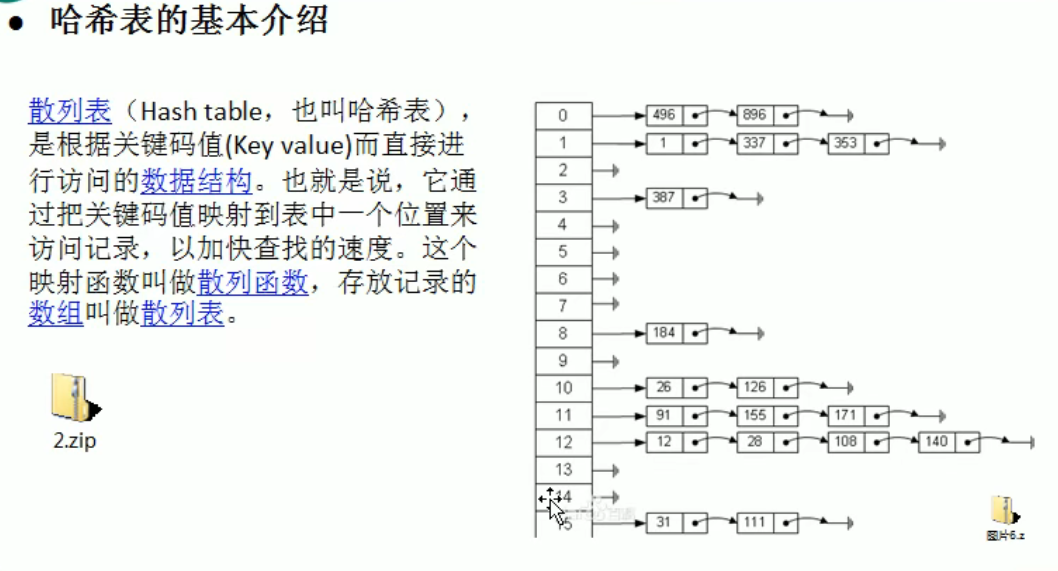 ● 哈希表的基本介绍
散列表（Hash table，也叫哈希表），
是根据关键码值(Key value)而直接进
行访问的数据结构。也就是说，它通
过把关键码值映射到表中一个位置来
访问记录，以加快查找的速度。这个
映射函数叫做散列函数，存放记录的
数组叫做散列表。
2.zip
0 496 896
1 1 337 353
2
3 387
4
5
6
7
8 184
9
10 26 126
11 91 155 171
12 12 28 108 140
13
14
15 31 111
图片6.z